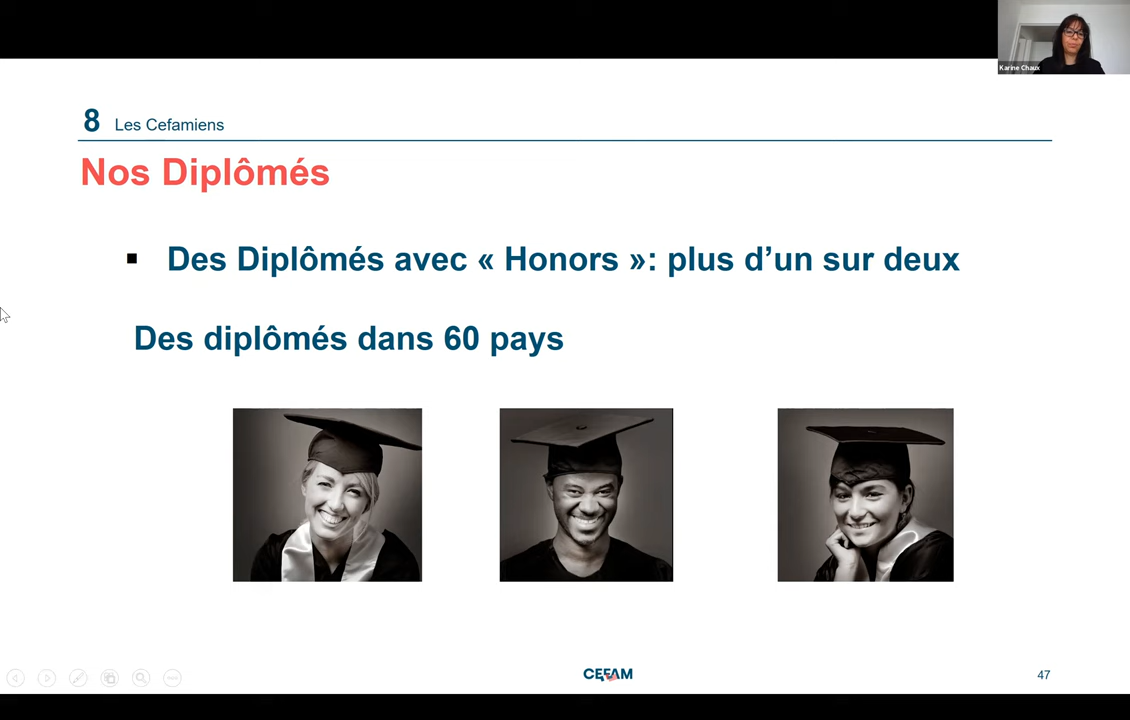 Karine Chaux
8 Les Cefamiens
Nos Diplômés
▪ Des Diplômés avec « Honors »: plus d’un sur deux
Des diplômés dans 60 pays
CEFAM
47